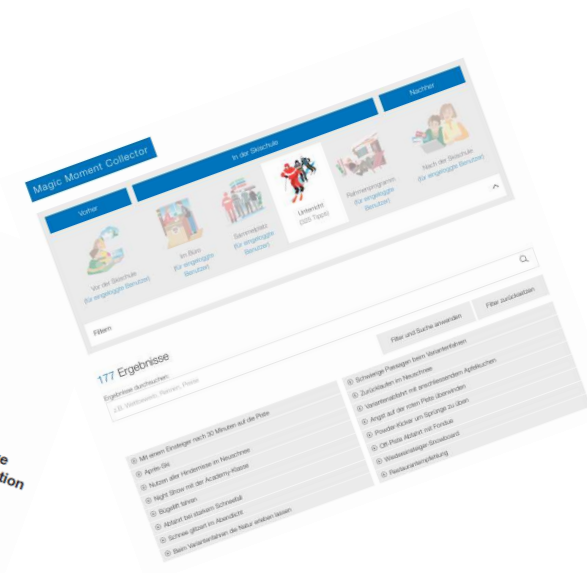 Magic Moment Collector
Vorher
In der Skischule
Nachher
Vor der Skischule
(für eingeloggte Benutzer)
Im Büro
(für eingeloggte
Benutzer)
Sammelplatz
(für eingeloggte
Benutzer)
Unterricht
(325 Tipps)
Rahmenprogramm
(für eingeloggte
Benutzer)
Nach der Skischule
(für eingeloggte Benutzer)
Filtern
177 Ergebnisse
Ergebnisse durchsuchen:
z.B. Wettbewerb, Rennen, Preise
Filter und Suche anwenden
Filter zurücksetzen
Mit einem Einsteiger nach 30 Minuten auf die Piste
Après-Ski
Nutzen aller Hindernisse im Neuschnee
Night Show mit der Academy-Klasse
Bügellift fahren
Abfahrt bei starkem Schneefall
Schnee glitzert im Abendlicht
Beim Variantenfahren die Natur erleben lassen
Schwierige Passagen beim Variantenfahren
Zurücklaufen im Neuschnee
Variantenabfahrt mit anschliessendem Apfelkuchen
Angst auf der roten Piste überwinden
Powder-Kicker um Sprünge zu üben
Off-Piste Abfahrt mit Fondue
Wiedereinsteiger-Snowboard
Restaurantempfehlung
tion